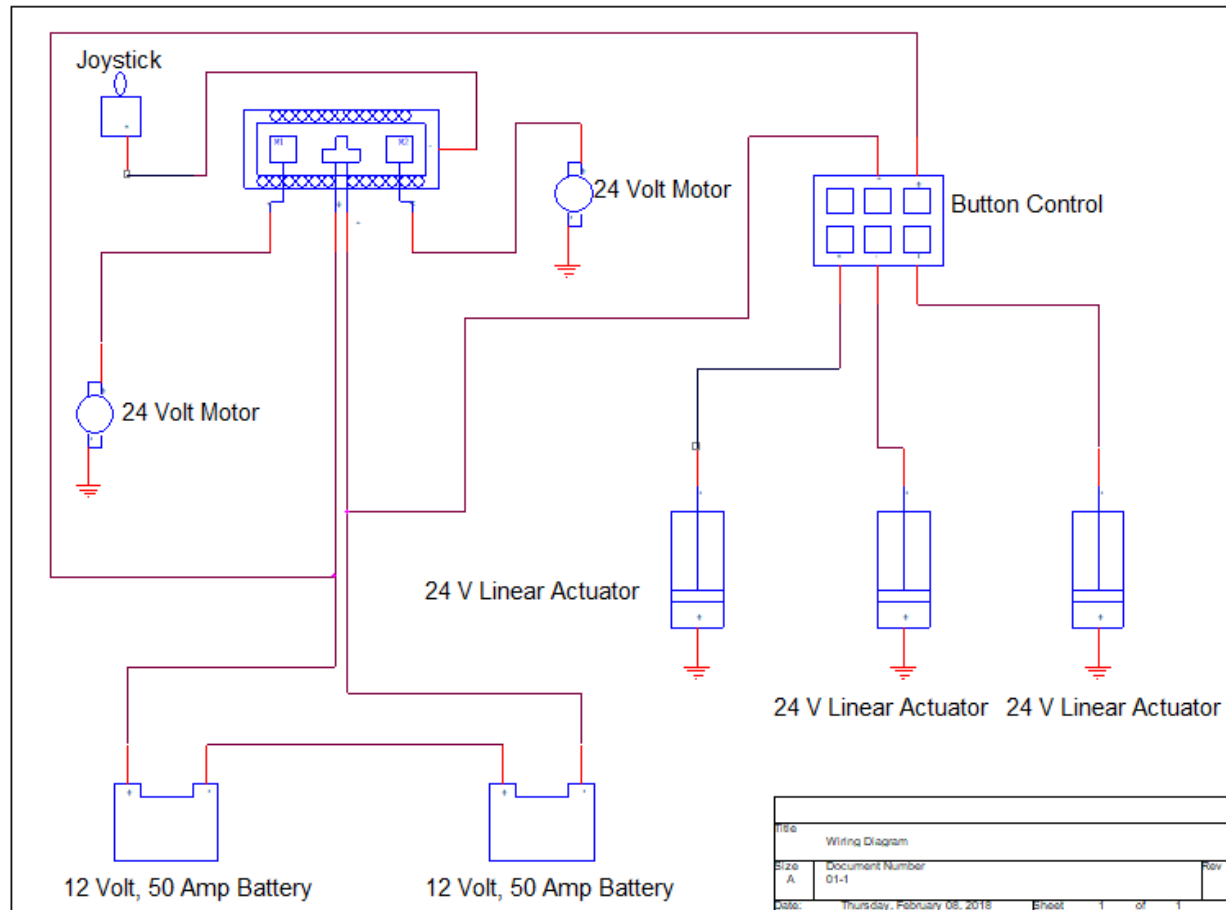 Joystick
M1
M2
24 Volt Motor
Button Control
24 Volt Motor
24 V Linear Actuator
24 V Linear Actuator
24 V Linear Actuator
12 Volt, 50 Amp Battery
12 Volt, 50 Amp Battery
Title
Wiring Diagram
Size
A
Document Number
01-1
Rev
Date:
Thursday, February 08, 2018
Sheet
1
of
1